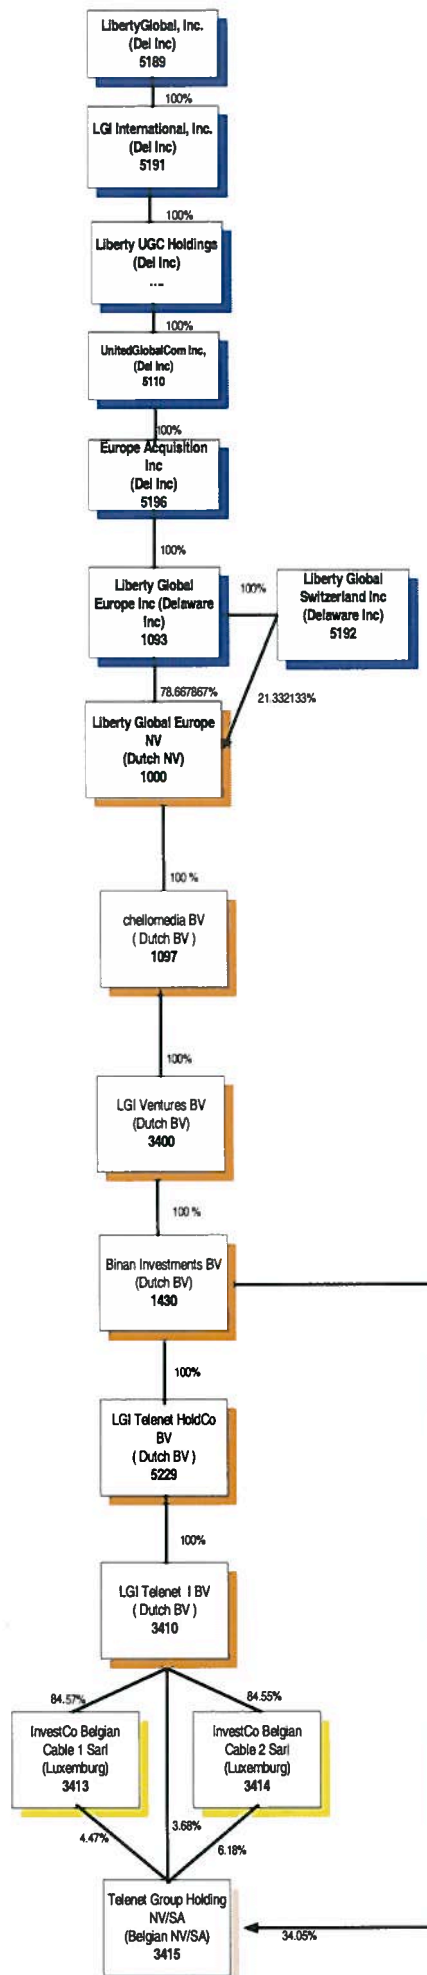 LibertyGlobal, Inc.
(Del Inc)
5189
100%
LGI International, Inc.
(Del Inc)
5191
100%
Liberty UGC Holdings
(Del Inc)
....
100%
UnitedGlobalCom Inc,
(Del Inc)
5110
100%
Europe Acquisition
Inc
(Del Inc)
5196
100%
Liberty Global
Europe Inc (Delaware
Inc)
1093
100%
Liberty Global
Switzerland Inc
(Delaware Inc)
5192
78.667867%
21.332133%
Liberty Global Europe
NV
(Dutch NV)
1000
100 %
chellomedia BV
( Dutch BV )
1097
100%
LGI Ventures BV
(Dutch BV)
3400
100 %
Binan Investments BV
(Dutch BV)
1430
100%
LGI Telenet HoldCo
BV
( Dutch BV )
5229
100%
LGI Telenet I BV
( Dutch BV )
3410
84.57%
84.55%
InvestCo Belgian
Cable 1 Sarl
(Luxemburg)
3413
InvestCo Belgian
Cable 2 Sarl
(Luxemburg)
3414
4.47%
3.68%
6.18%
Telenet Group Holding
NV/SA
(Belgian NV/SA)
3415
34.05%